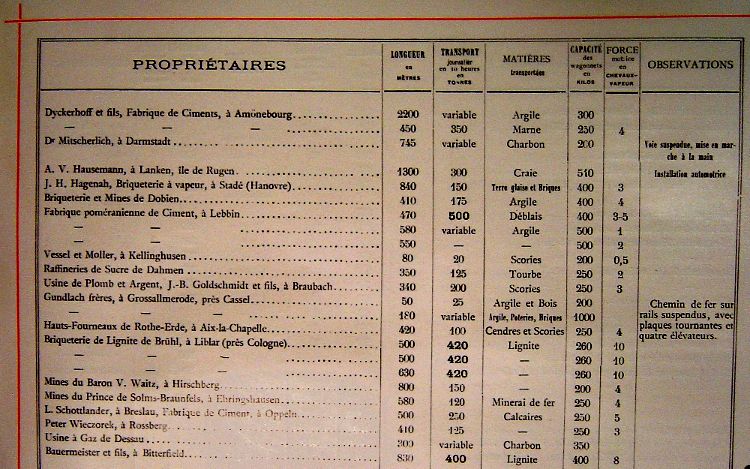 PROPRIÉTAIRES LONGUEUR en MÈTRES TRANSPORT journalier en 10 heures en TONNES MATIÈRES transportées CAPACITÉ des wagonnets en KILOS FORCE motrice en CHEVAUX-VAPEUR OBSERVATIONS
Dyckerhoff et fils, Fabrique de Ciments, à Amönebourg 2200 variable Argile 300
— — — 450 350 Marne 250 4
Dr Mitscherlich, à Darmstadt 745 variable Charbon 200 Voie suspendue, mise en marche à la main
A. V. Hausemann, à Lanken, île de Rugen 1300 300 Craie 510 Installation automotrice
J. H. Hagenah, Briqueterie à vapeur, à Stadé (Hanovre) 840 150 Terre glaise et Briques 400 3
Briqueterie et Mines de Dobien 410 175 Argile 400 4
Fabrique poméranienne de Ciment, à Lebbin 470 500 Déblais 400 3-5
— — — 580 variable Argile 500 1
— — — 550 — — 500 2
Vessel et Moller, à Kellinghusen 80 20 Scories 200 0,5
Raffineries de Sucre de Dahmen 350 125 Tourbe 250 2
Usine de Plomb et Argent, J.-B. Goldschmidt et fils, à Braubach 340 200 Scories 250 3
Gundlach frères, à Grossallmerode, près Cassel 50 25 Argile et Bois 200 Chemin de fer sur rails suspendus, avec plaques tournantes et quatre élévateurs.
— — — 180 variable Argile, Poteries, Briques 1000
Hauts-Fourneaux de Rothe-Erde, à Aix-la-Chapelle 420 100 Cendres et Scories 250 4
Briqueterie de Lignite de Brühl, à Liblar (près Cologne) 500 420 Lignite 260 10
— — — 500 420 — 260 10
— — — 630 420 — 260 10
Mines du Baron V. Waitz, à Hirschberg 800 150 — 200 4
Mines du Prince de Solms-Braunfels, à Ehringshausen 580 120 Minerai de fer 250 4
L. Schottlander, à Breslau, Fabrique de Ciment, à Oppeln 500 250 Calcaires 250 5
Peter Wieczorek, à Rossberg 410 125 — 250 3
Usine à Gaz de Dessau 300 variable Charbon 350
Bauermeister et fils, à Bitterfield 830 400 Lignite 400 8